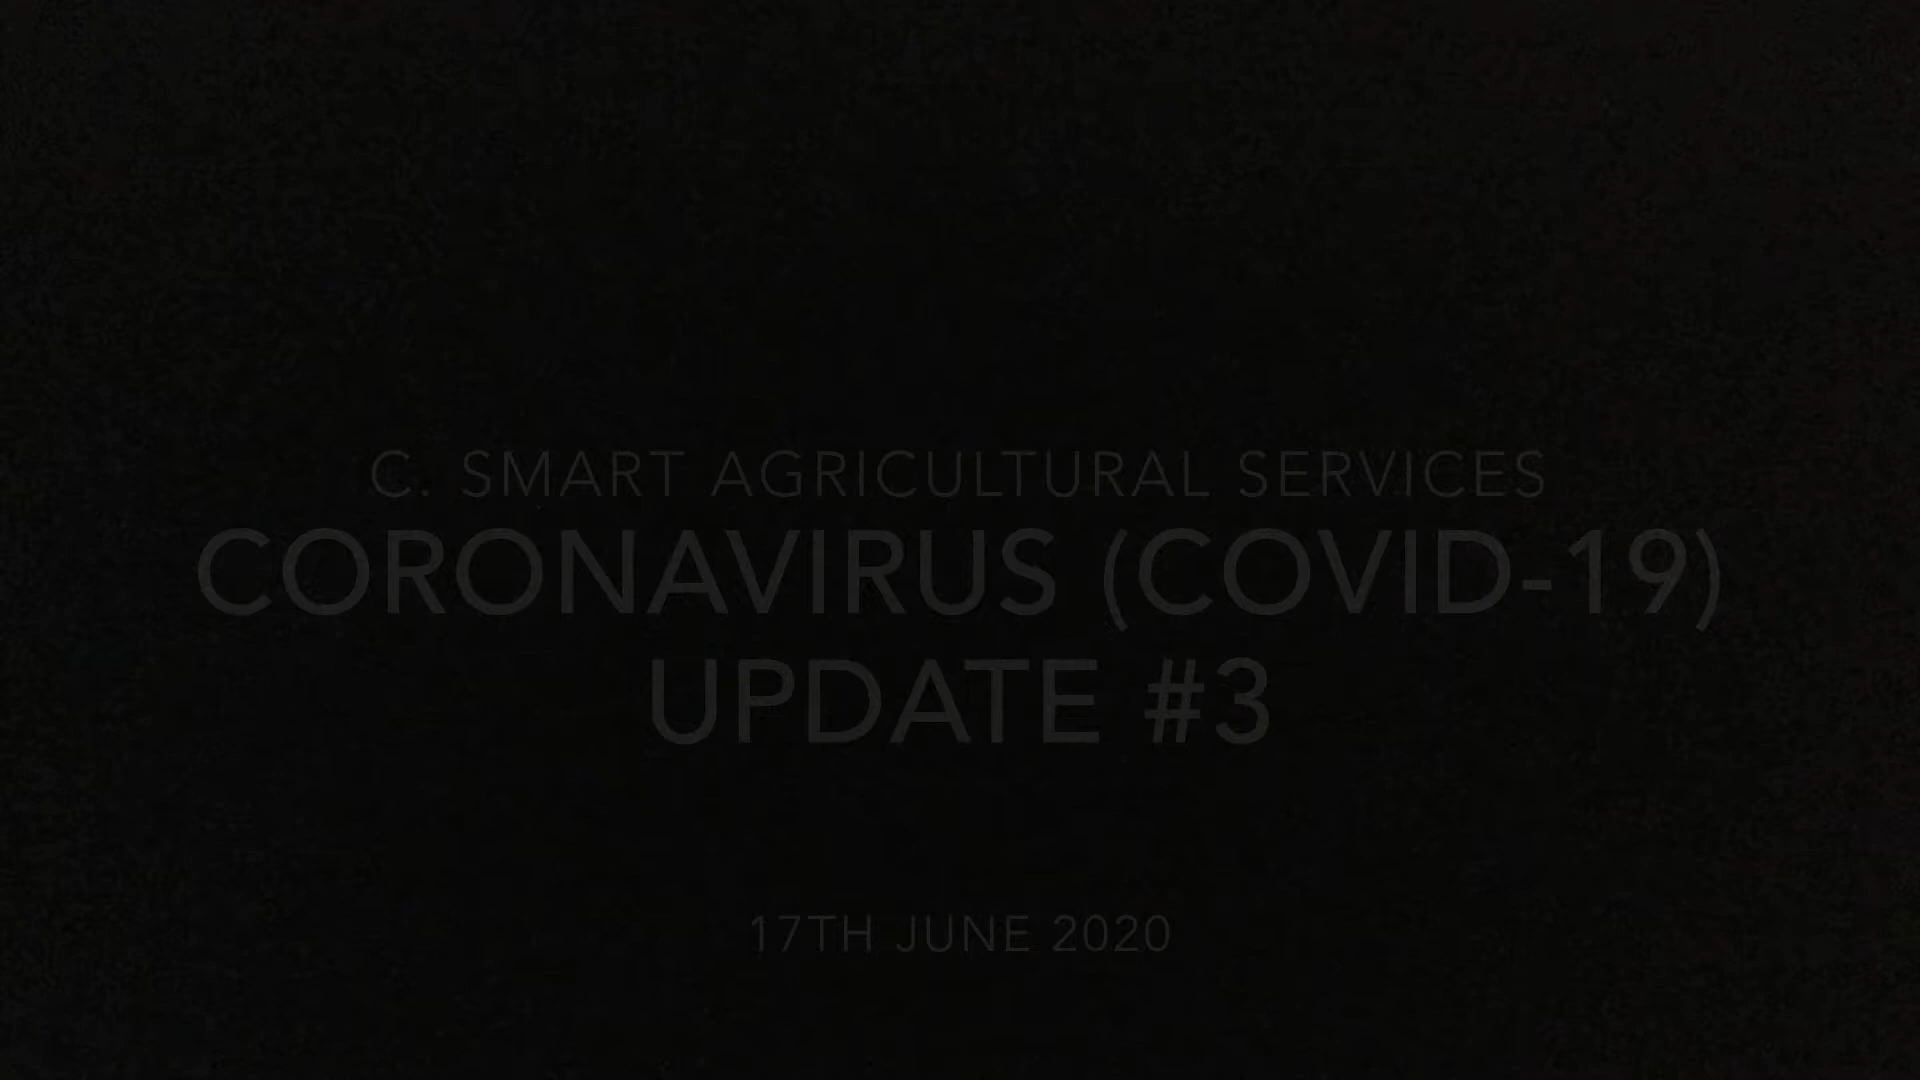 C. SMART AGRICULTURAL SERVICES
CORONAVIRUS (COVID-19)
UPDATE #3
17TH JUNE 2020